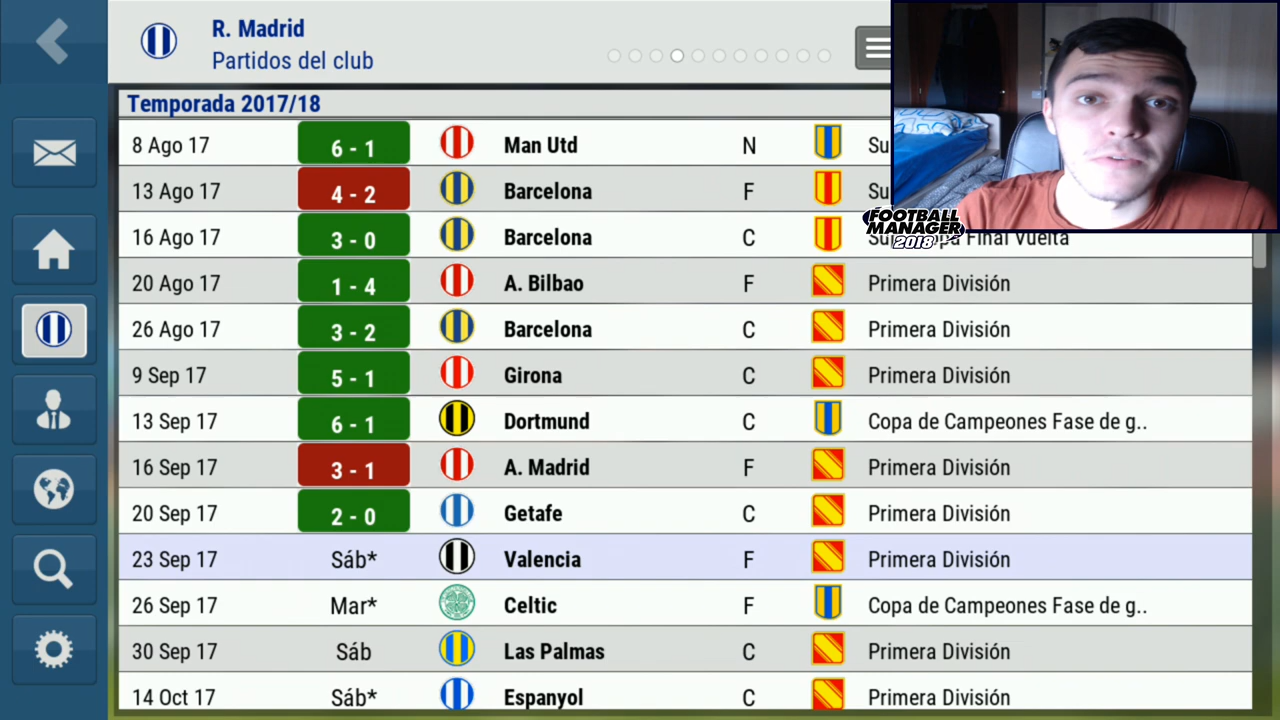 R. Madrid
Partidos del club
Temporada 2017/18
8 Ago 17 6 - 1 Man Utd N Su
13 Ago 17 4 - 2 Barcelona F Su
16 Ago 17 3 - 0 Barcelona C Final Vuelta
FOOTBALL
MANAGER
2018
20 Ago 17 1 - 4 A. Bilbao F Primera División
26 Ago 17 3 - 2 Barcelona C Primera División
9 Sep 17 5 - 1 Girona C Primera División
13 Sep 17 6 - 1 Dortmund C Copa de Campeones Fase de g..
16 Sep 17 3 - 1 A. Madrid F Primera División
20 Sep 17 2 - 0 Getafe C Primera División
23 Sep 17 Sáb* Valencia F Primera División
26 Sep 17 Mar* Celtic F Copa de Campeones Fase de g..
30 Sep 17 Sáb Las Palmas C Primera División
14 Oct 17 Sáb* Espanyol C Primera División